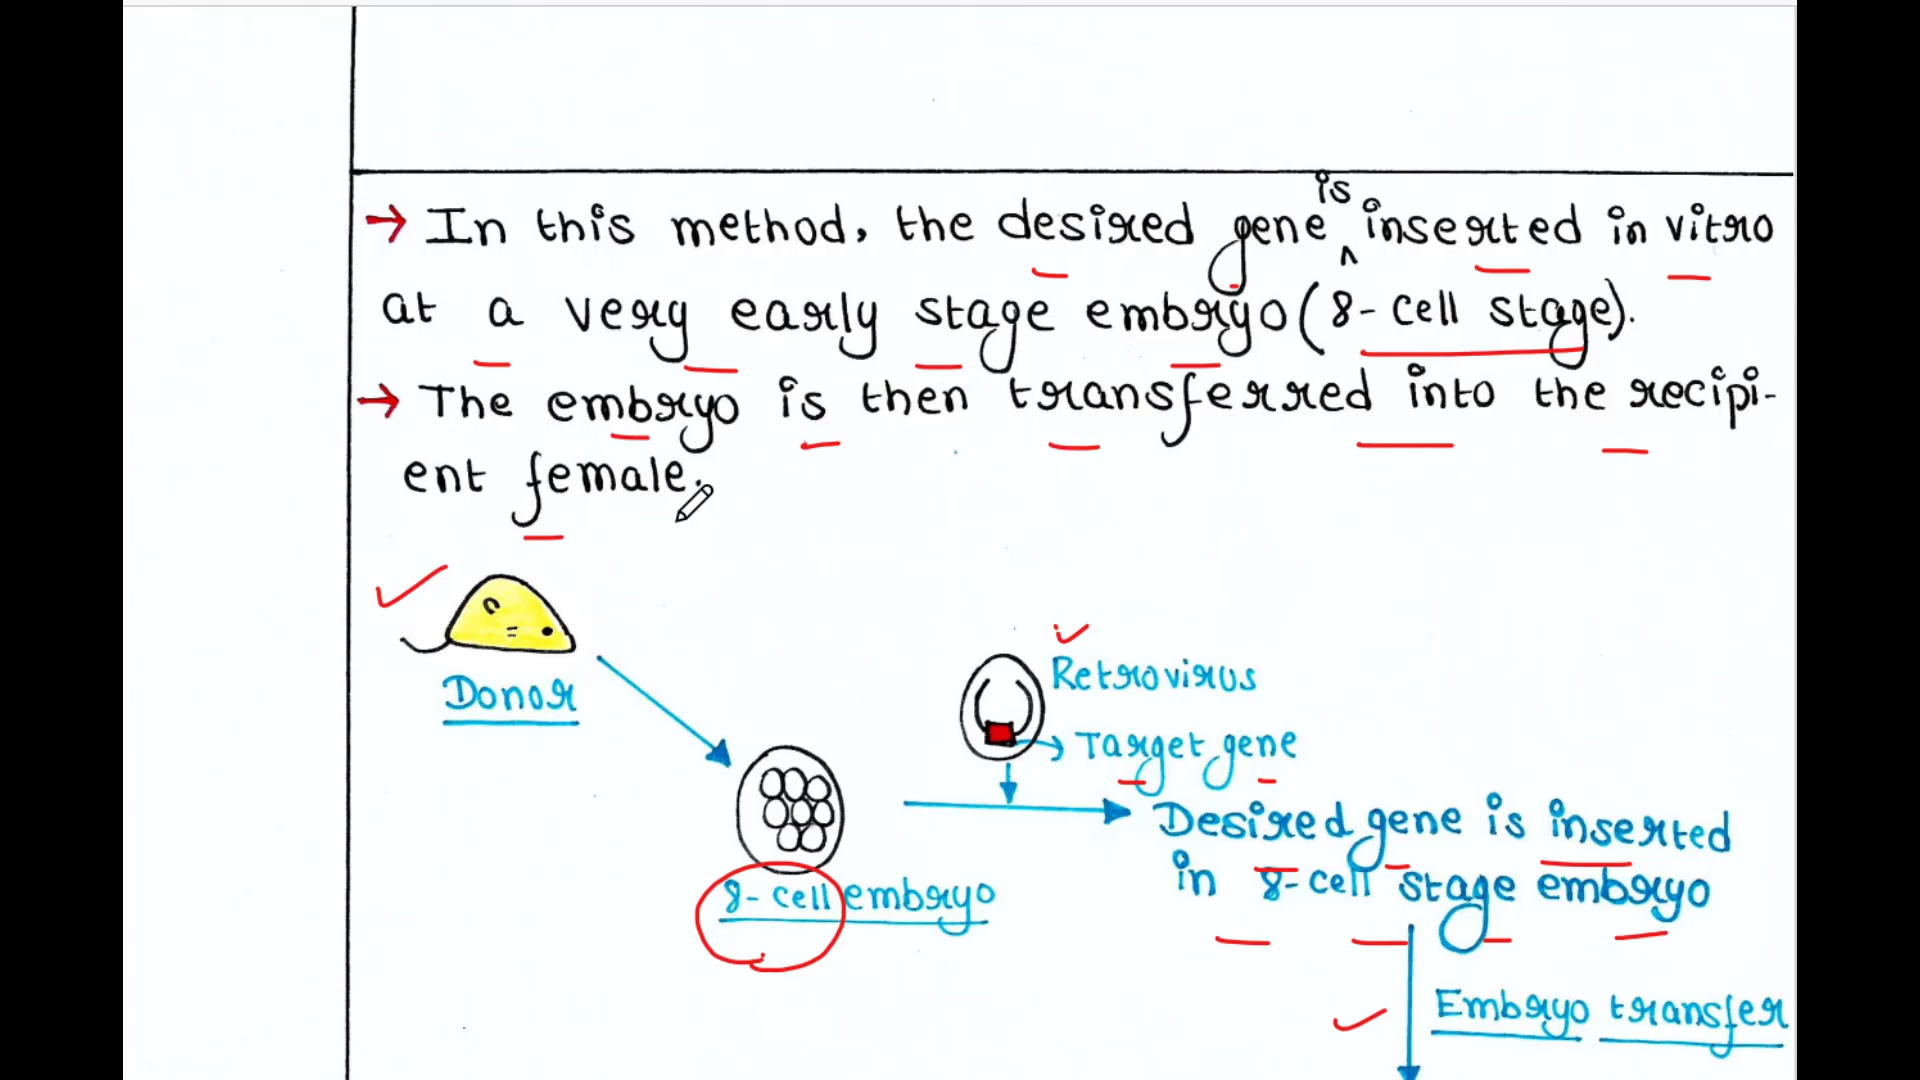 → In this method, the desired gene is inserted in vitro
at a very early stage embryo (8-cell stage).
→ The embryo is then transferred into the recipi-
ent female.
Donor
Retrovirus
→ Target gene
Desired gene is inserted
in 8-cell stage embryo
8-cell embryo
Embryo transfer